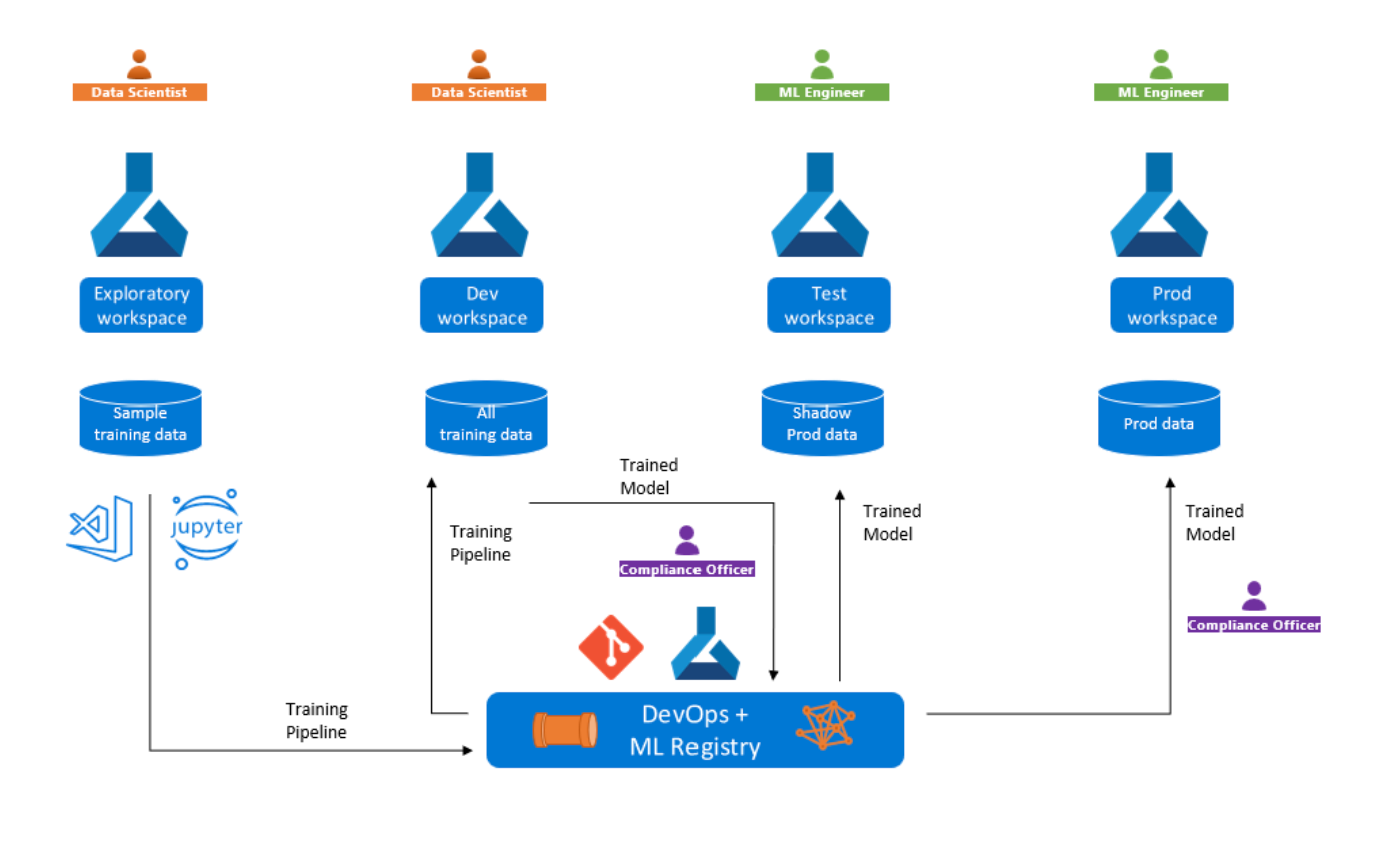 Data Scientist
Data Scientist
ML Engineer
ML Engineer
Exploratory
workspace
Dev
workspace
Test
workspace
Prod
workspace
Sample
training data
All
training data
Shadow
Prod data
Prod data
jupyter
Training
Pipeline
Trained
Model
Compliance Officer
Trained
Model
Trained
Model
Compliance Officer
Training
Pipeline
DevOps +
ML Registry